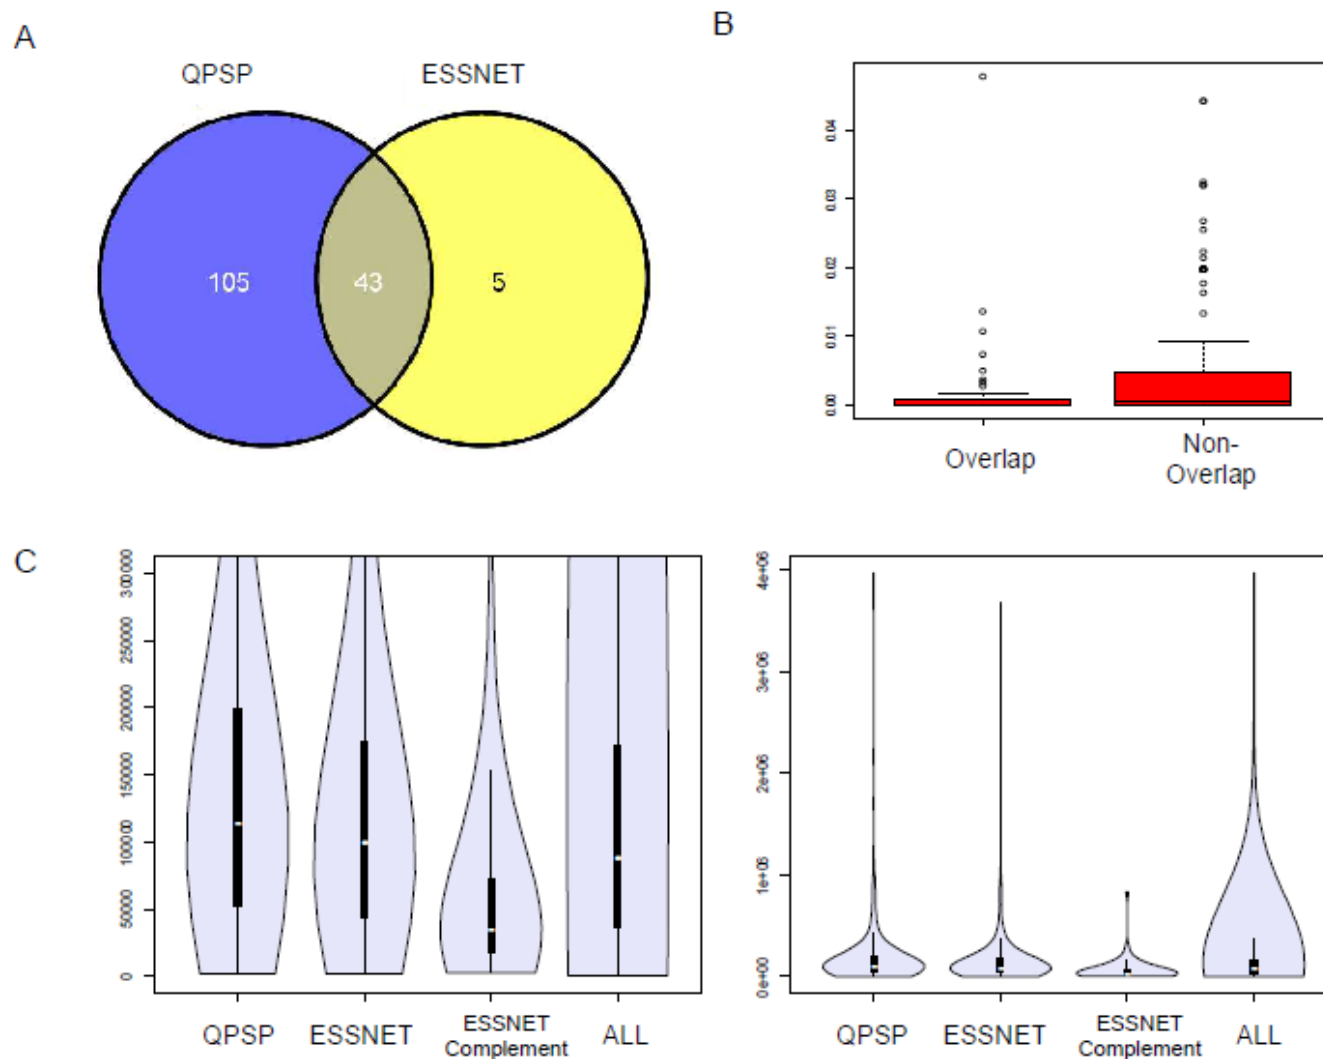 A
B
QPSP
ESSNET
105
43
5
0.04
0.03
0.02
0.01
0.00
Overlap
Non-
Overlap
C
300000
250000
200000
150000
100000
50000
0
QPSP
ESSNET
ESSNET
Complement
ALL
4e+06
3e+06
2e+06
1e+06
0e+00
QPSP
ESSNET
ESSNET
Complement
ALL